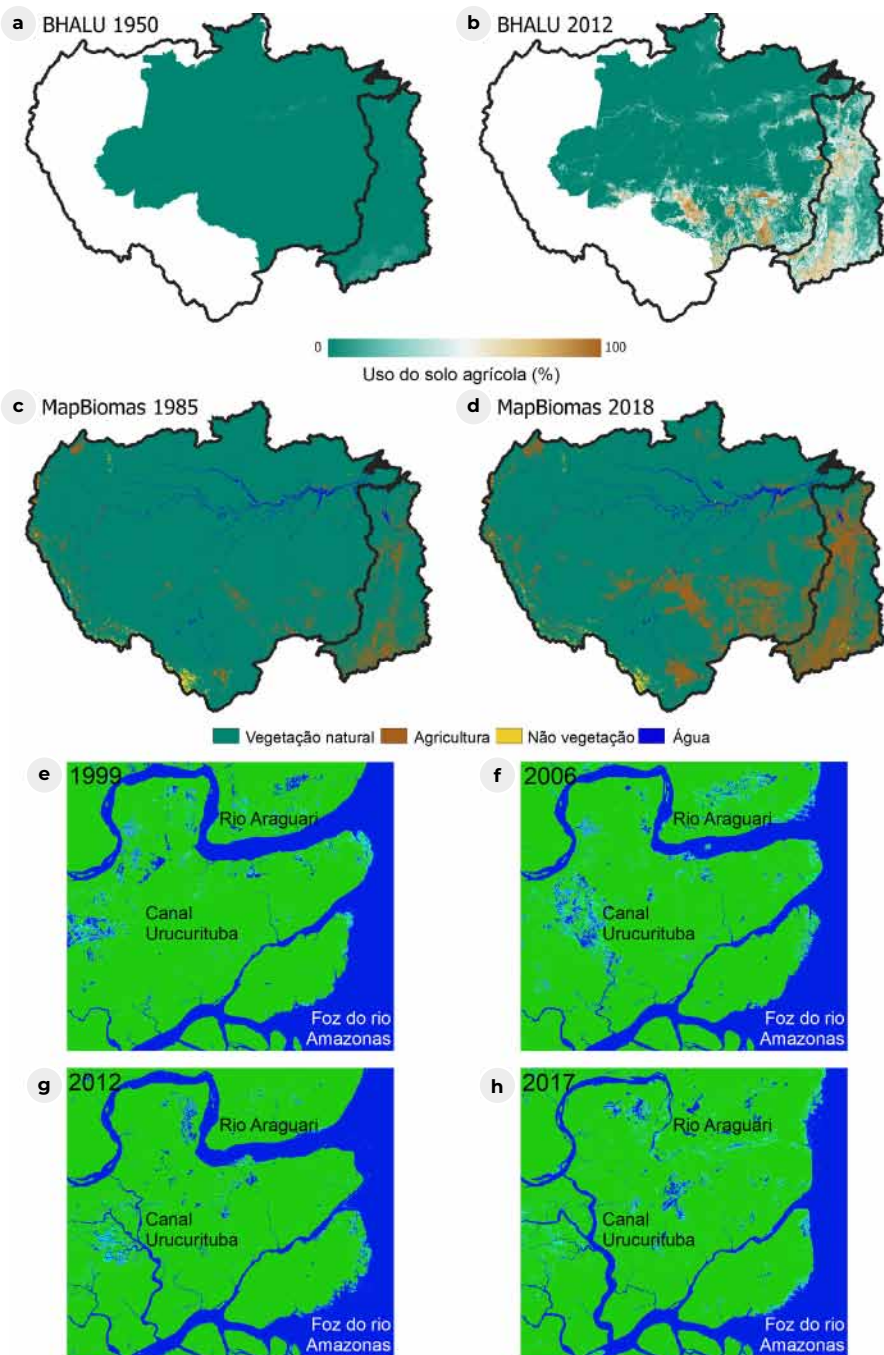 a BHALU 1950
b BHALU 2012
0
100
Uso do solo agrícola (%)
c MapBiomas 1985
d MapBiomas 2018
Vegetação natural Agricultura Não vegetação Água
e 1999
Rio Araguari
Canal
Urucurituba
Foz do rio
Amazonas
f 2006
Rio Araguari
Canal
Urucurituba
Foz do rio
Amazonas
g 2012
Rio Araguari
Canal
Urucurituba
Foz do rio
Amazonas
h 2017
Rio Araguari
Canal
Urucurituba
Foz do rio
Amazonas